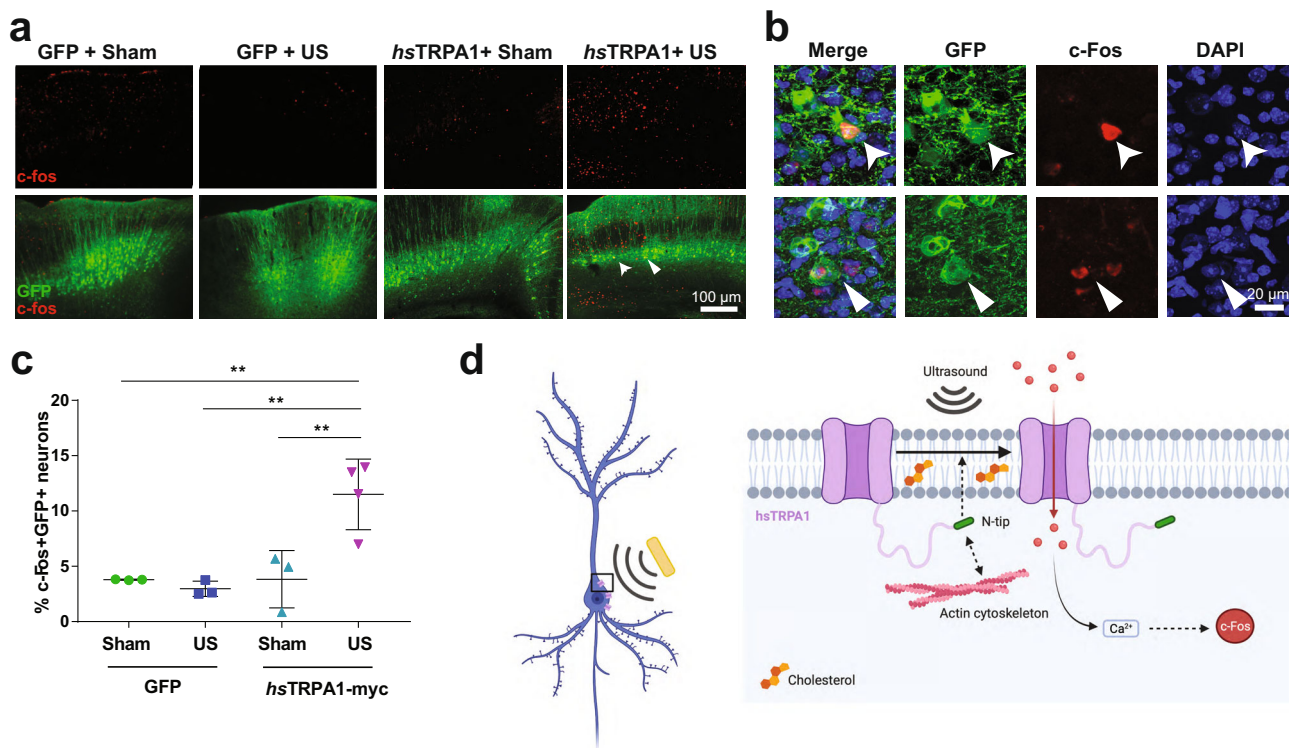 a
GFP + Sham
GFP + US
hsTRPA1+ Sham
hsTRPA1+ US
c-fos
GFP
c-fos
100 µm
b
Merge
GFP
c-Fos
DAPI
20 µm
c
**
**
**
% c-Fos+GFP+ neurons
20
15
10
5
0
Sham
US
Sham
US
GFP
hsTRPA1-myc
d
Ultrasound
hsTRPA1
N-tip
Actin cytoskeleton
Ca²⁺
c-Fos
Cholesterol